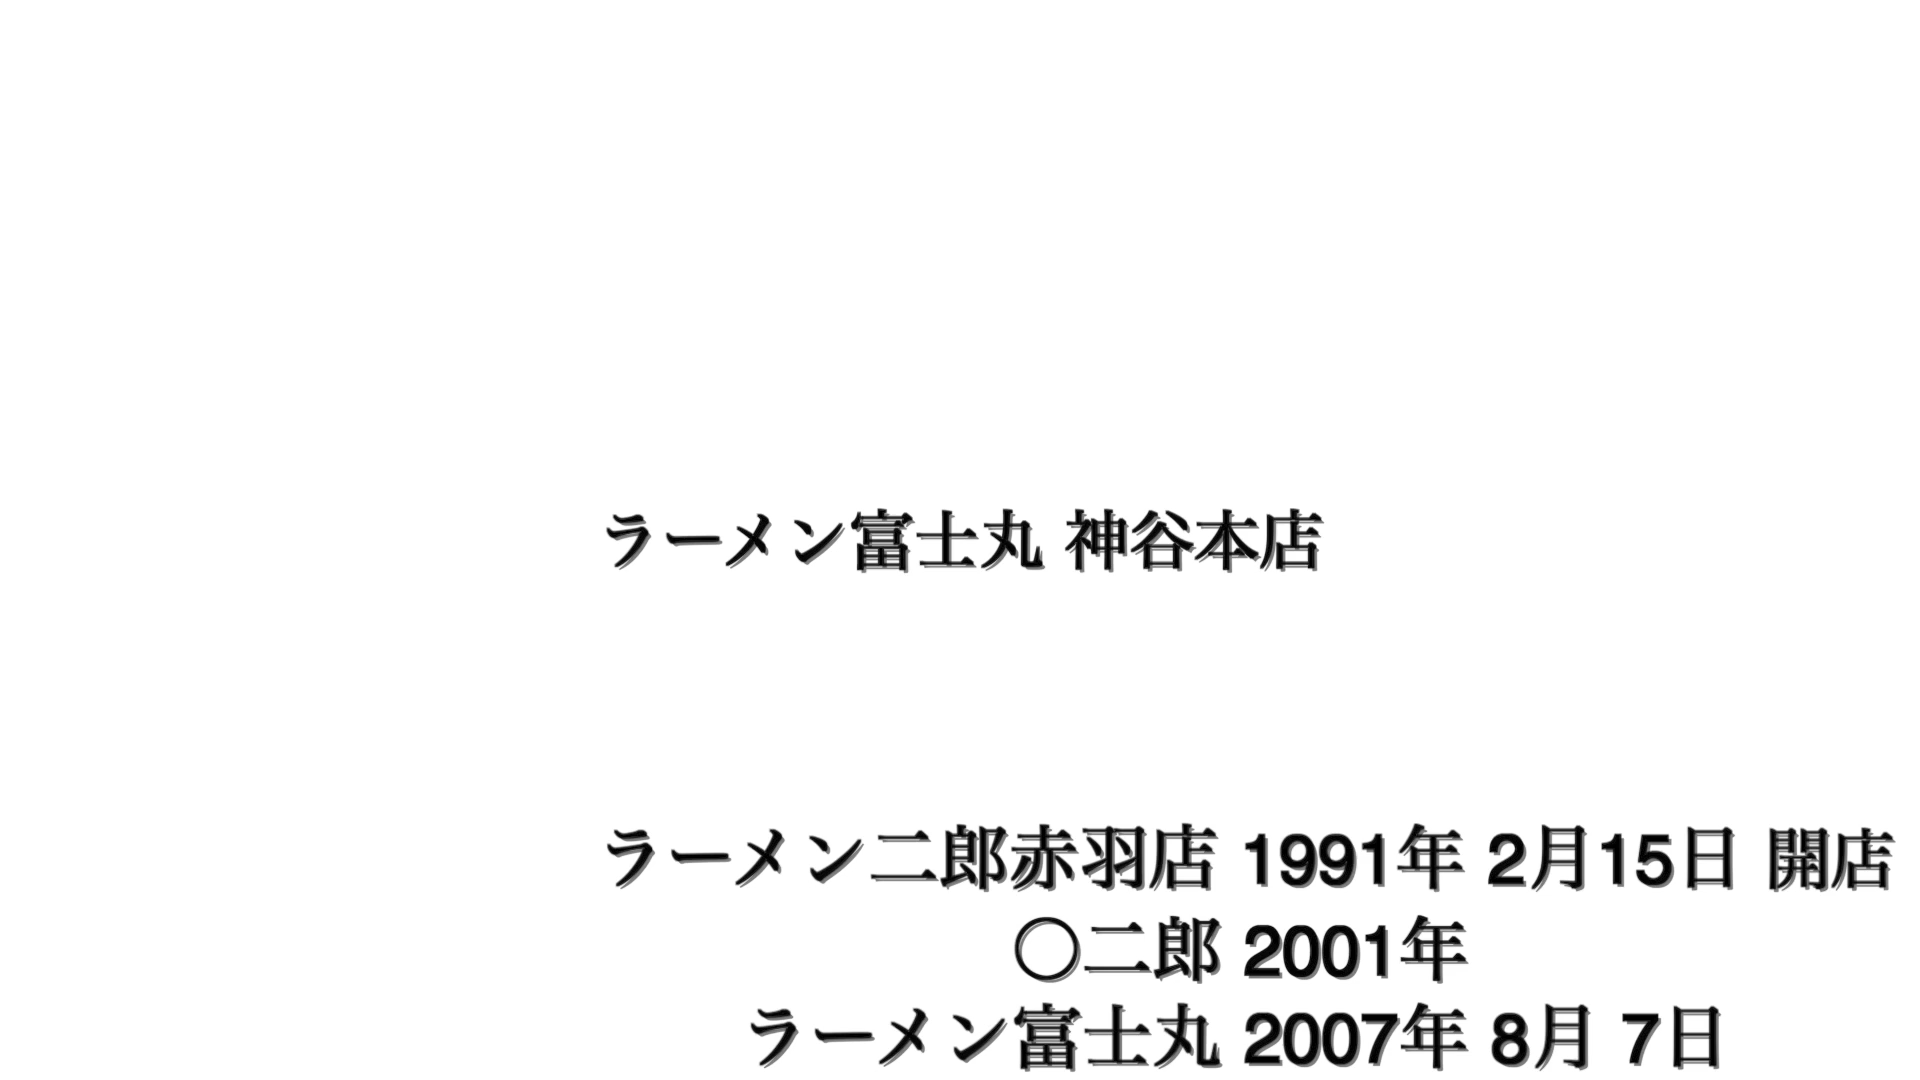 ラーメン富士丸 神谷本店
ラーメン二郎赤羽店 1991年 2月15日 開店
〇二郎 2001年
ラーメン富士丸 2007年 8月 7日